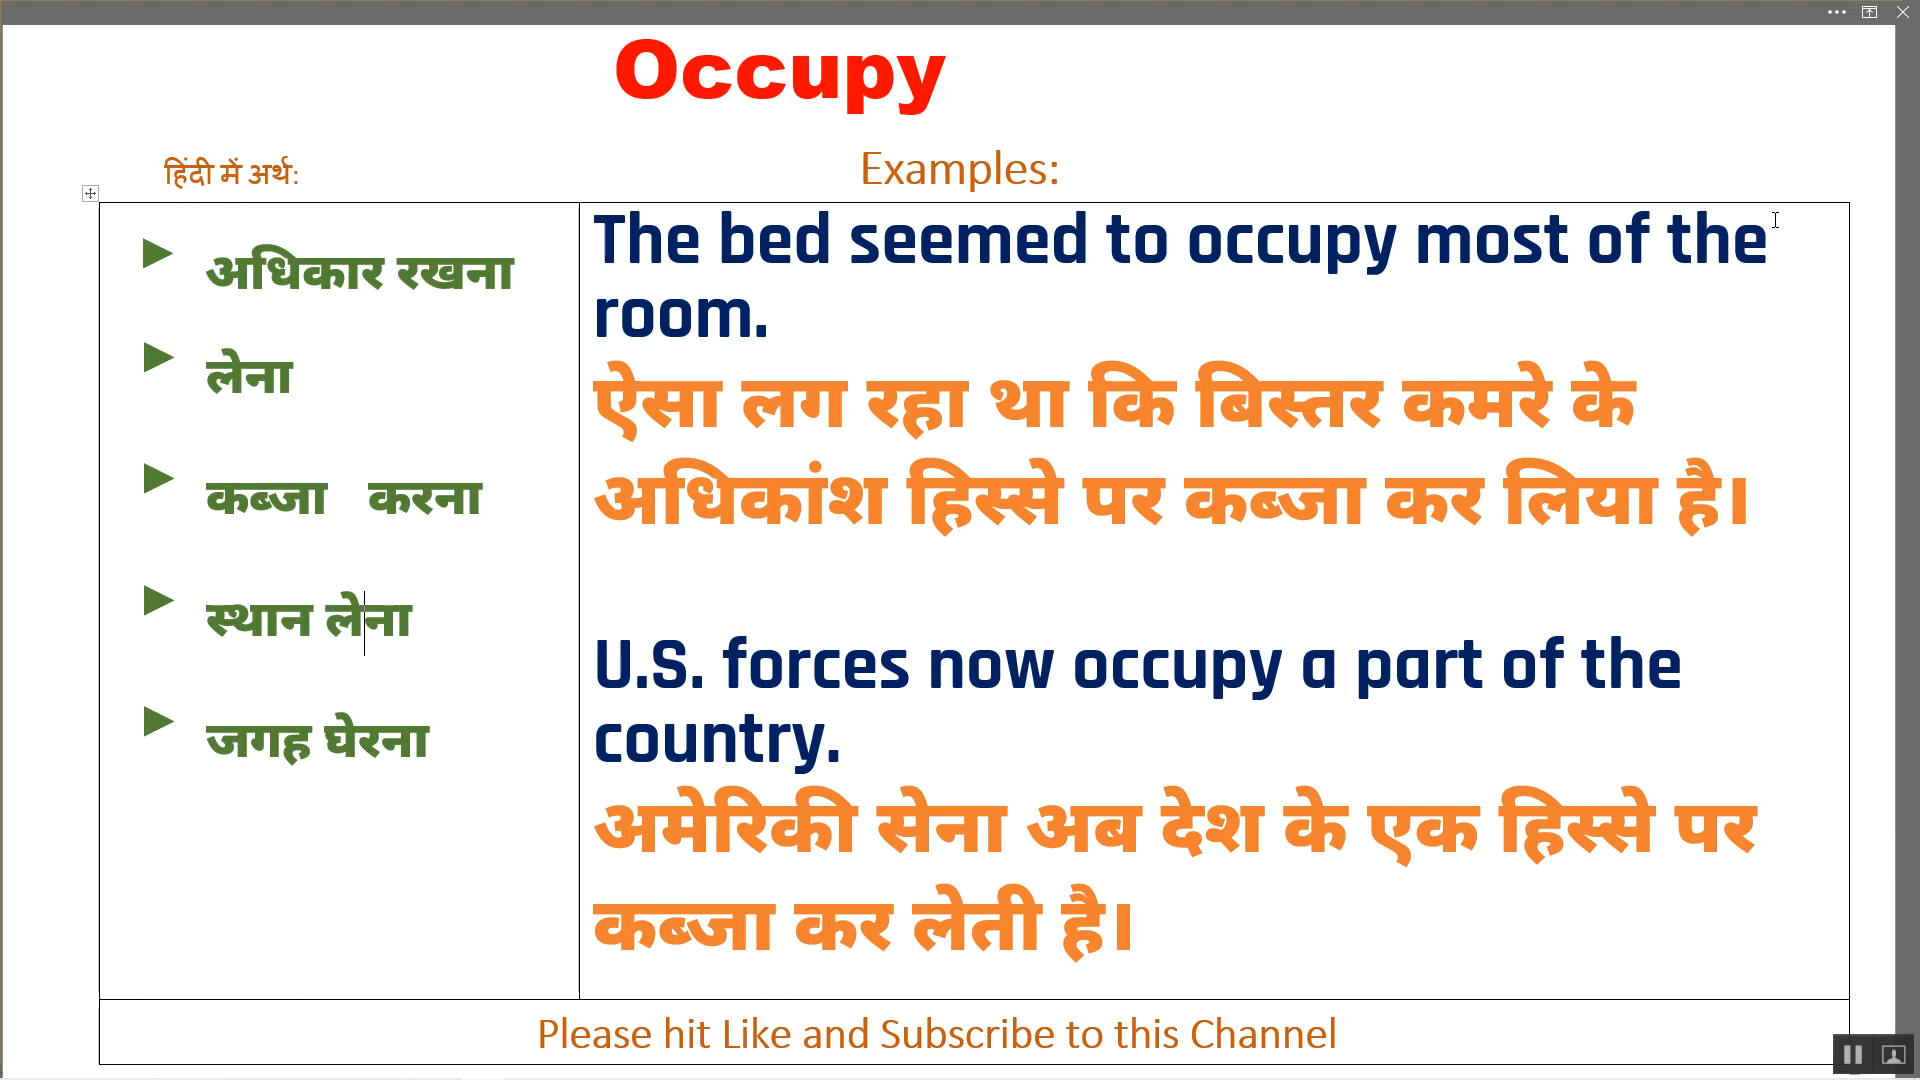 Occupy
हिंदी में अर्थ:
Examples:
अधिकार रखना
लेना
कब्जा करना
स्थान लेना
जगह घेरना
The bed seemed to occupy most of the
room.
ऐसा लग रहा था कि बिस्तर कमरे के
अधिकांश हिस्से पर कब्जा कर लिया है।
U.S. forces now occupy a part of the
country.
अमेरिकी सेना अब देश के एक हिस्से पर
कब्जा कर लेती है।
Please hit Like and Subscribe to this Channel